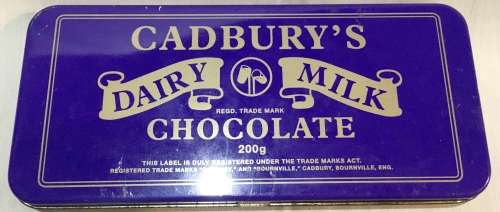 CADBURY'S
DAIRY MILK
REGD. TRADE MARK
CHOCOLATE
200g
THIS LABEL IS DULY REGISTERED UNDER THE TRADE MARKS ACT.
REGISTERED TRADE MARKS "CADBURY," AND "BOURNVILLE," CADBURY, BOURNVILLE, ENG.